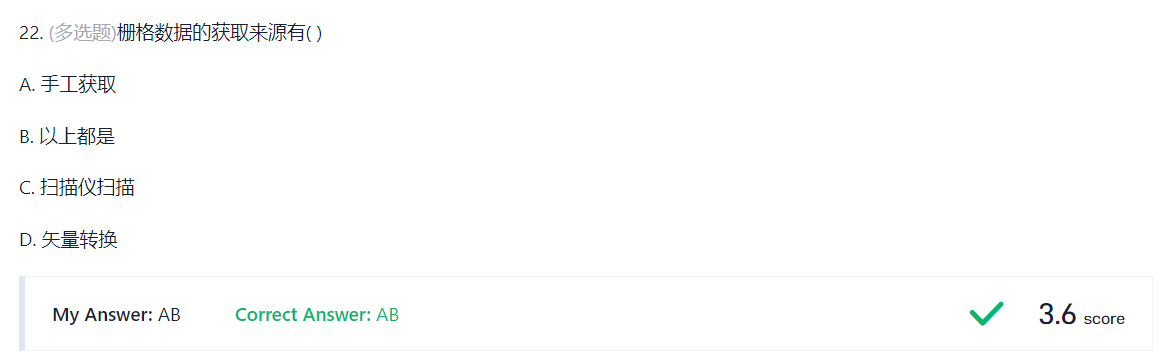 22. (多选题)栅格数据的获取来源有( )
A. 手工获取
B. 以上都是
C. 扫描仪扫描
D. 矢量转换
My Answer: AB Correct Answer: AB 3.6 score